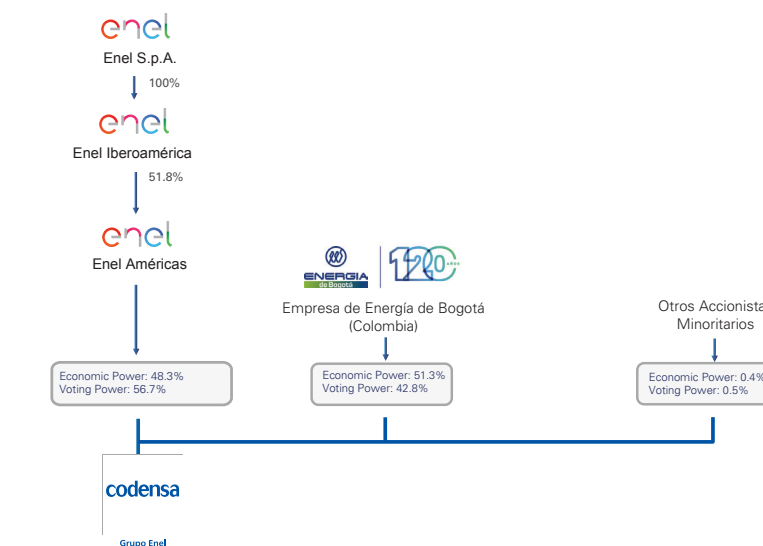 enel
Enel S.p.A.
100%
enel
Enel Iberoamérica
51.8%
enel
Enel Américas
ENERGIA
de Bogotá
120
Empresa de Energía de Bogotá
(Colombia)
Otros Accionista
Minoritarios
Economic Power: 48.3%
Voting Power: 56.7%
Economic Power: 51.3%
Voting Power: 42.8%
Economic Power: 0.4%
Voting Power: 0.5%
codensa
Grupo Enel